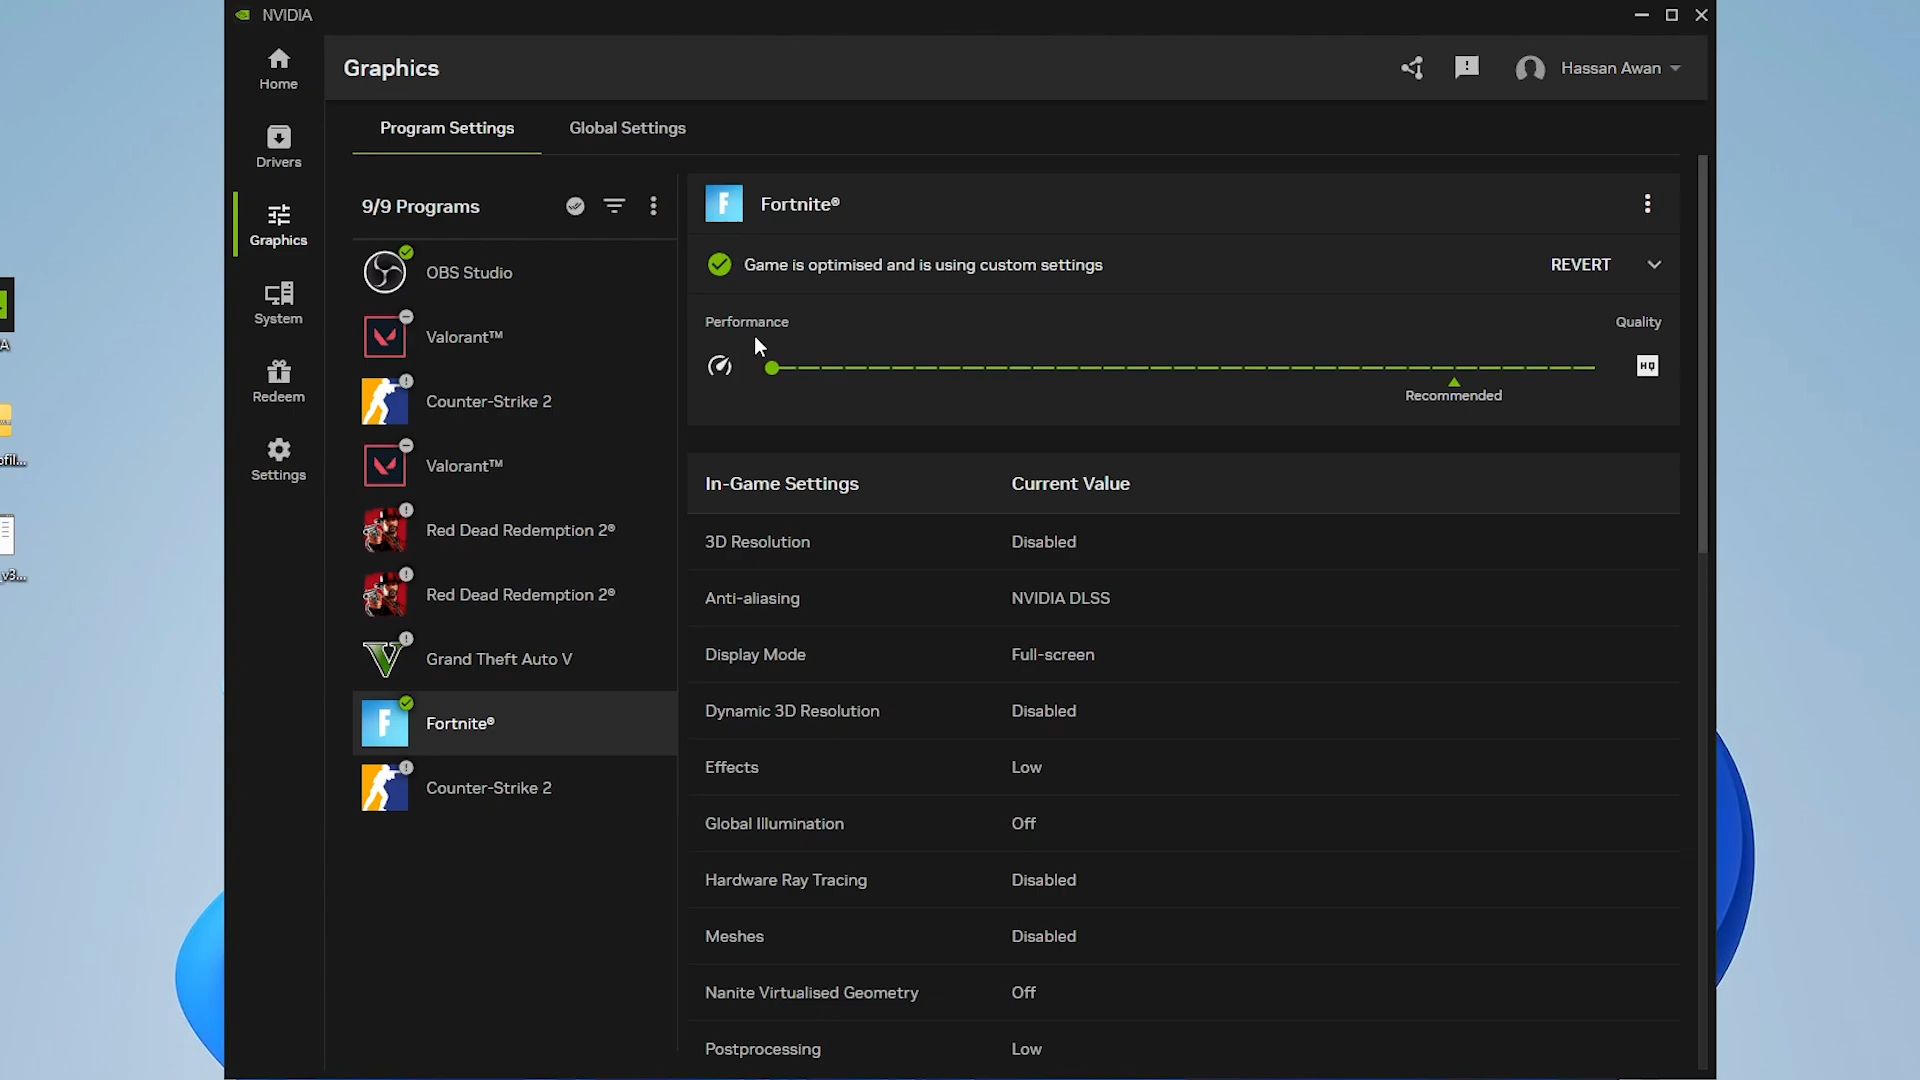 NVIDIA
Home
Drivers
Graphics
System
Redeem
Settings
Graphics
Hassan Awan
Program Settings
Global Settings
9/9 Programs
OBS Studio
Valorant™
Counter-Strike 2
Valorant™
Red Dead Redemption 2®
Red Dead Redemption 2®
Grand Theft Auto V
Fortnite®
Counter-Strike 2
Fortnite®
Game is optimised and is using custom settings
REVERT
Performance
Quality
HQ
Recommended
In-Game Settings
Current Value
3D Resolution
Disabled
Anti-aliasing
NVIDIA DLSS
Display Mode
Full-screen
Dynamic 3D Resolution
Disabled
Effects
Low
Global Illumination
Off
Hardware Ray Tracing
Disabled
Meshes
Disabled
Nanite Virtualised Geometry
Off
Postprocessing
Low
A
ofil...
_v3...